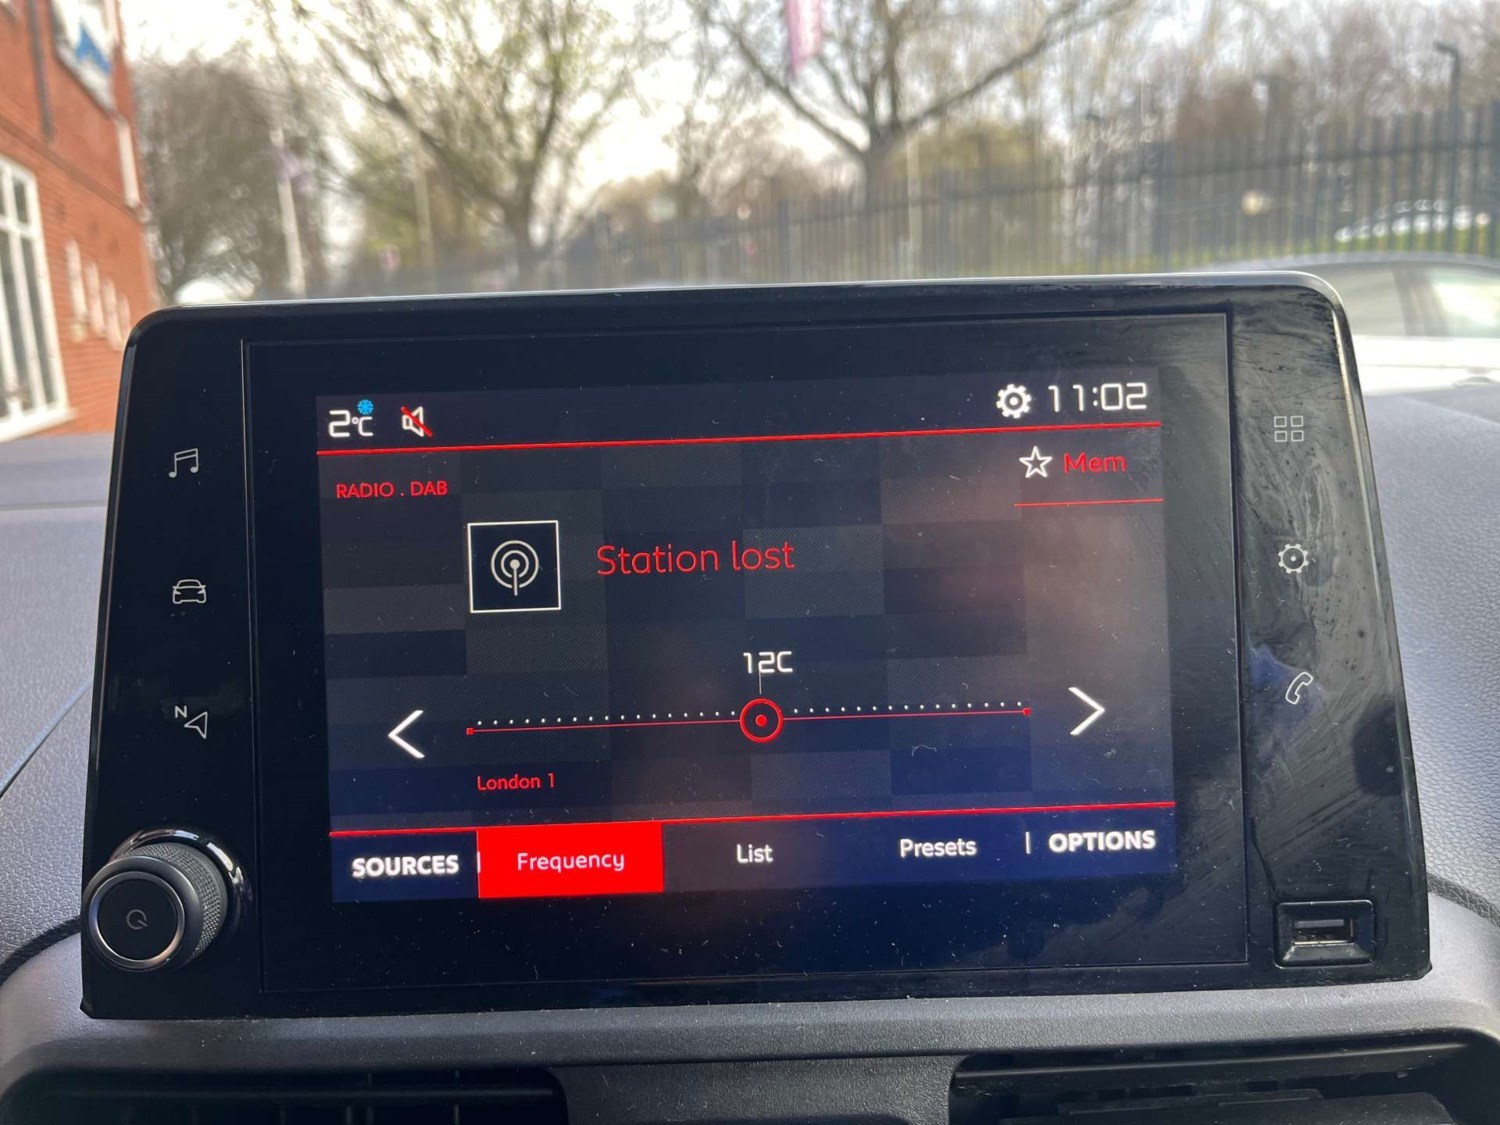 2°C 11:02
Mem
RADIO . DAB
Station lost
12C
N
London 1
SOURCES Frequency List Presets OPTIONS